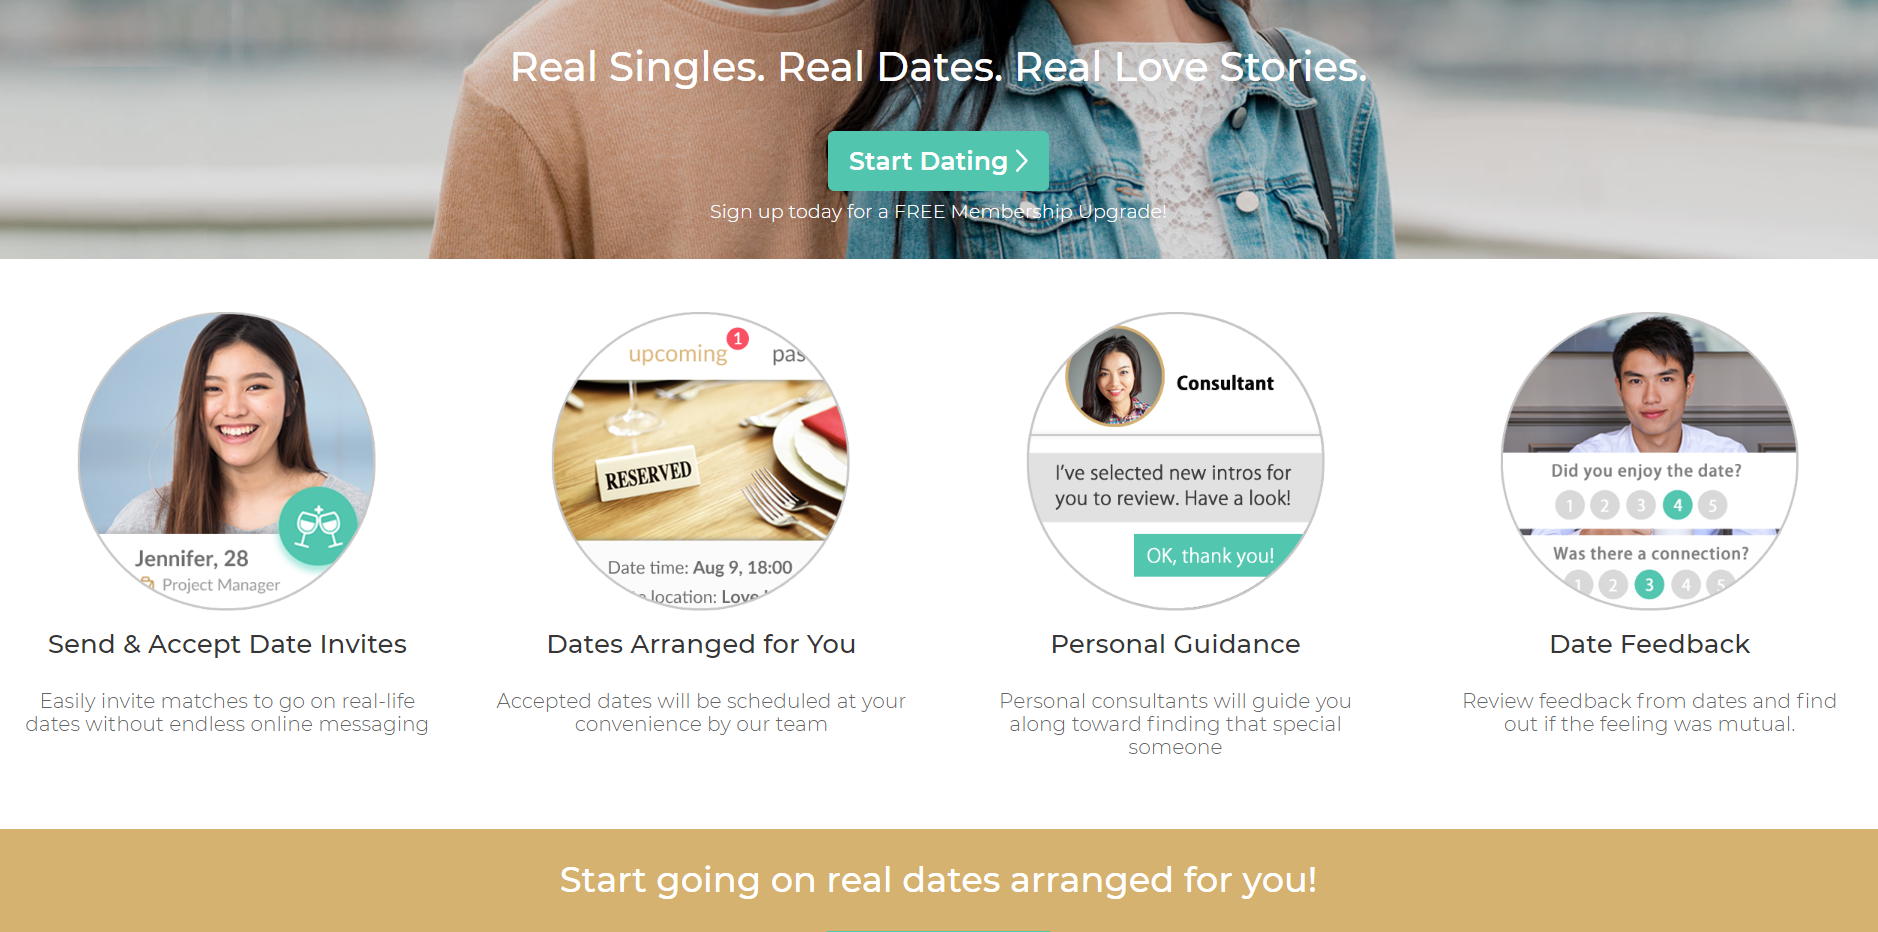 Real Singles. Real Dates. Real Love Stories.
Start Dating
Sign up today for a FREE Membership Upgrade!
Jennifer, 28
Project Manager
Send & Accept Date Invites
Easily invite matches to go on real-life
dates without endless online messaging
upcoming 1
RESERVED
Date time: Aug 9, 18:00
location: Love
Dates Arranged for You
Accepted dates will be scheduled at your
convenience by our team
Consultant
I've selected new intros for
you to review. Have a look!
OK, thank you!
Personal Guidance
Personal consultants will guide you
along toward finding that special
someone
Did you enjoy the date?
1 2 3 4 5
Was there a connection?
1 2 3 4 5
Date Feedback
Review feedback from dates and find
out if the feeling was mutual.
Start going on real dates arranged for you!